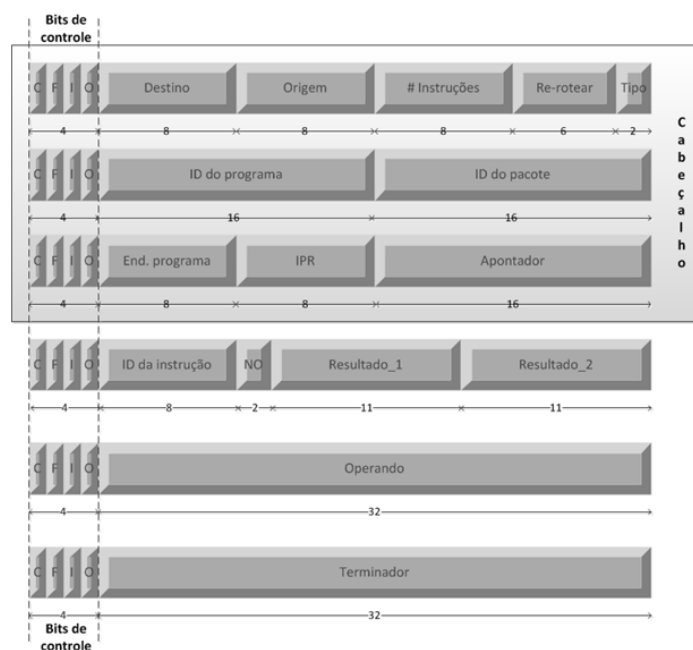 Bits de
controle
C F I O Destino Origem # Instruções Re-rotear Tipo
4 8 8 8 6 2
C F I O ID do programa ID do pacote
4 16 16
C F I O End. programa IPR Apontador
4 8 8 16
Cabeçalho
C F I O ID da instrução NO Resultado_1 Resultado_2
4 8 2 11 11
C F I O Operando
4 32
C F I O Terminador
4 32
Bits de
controle